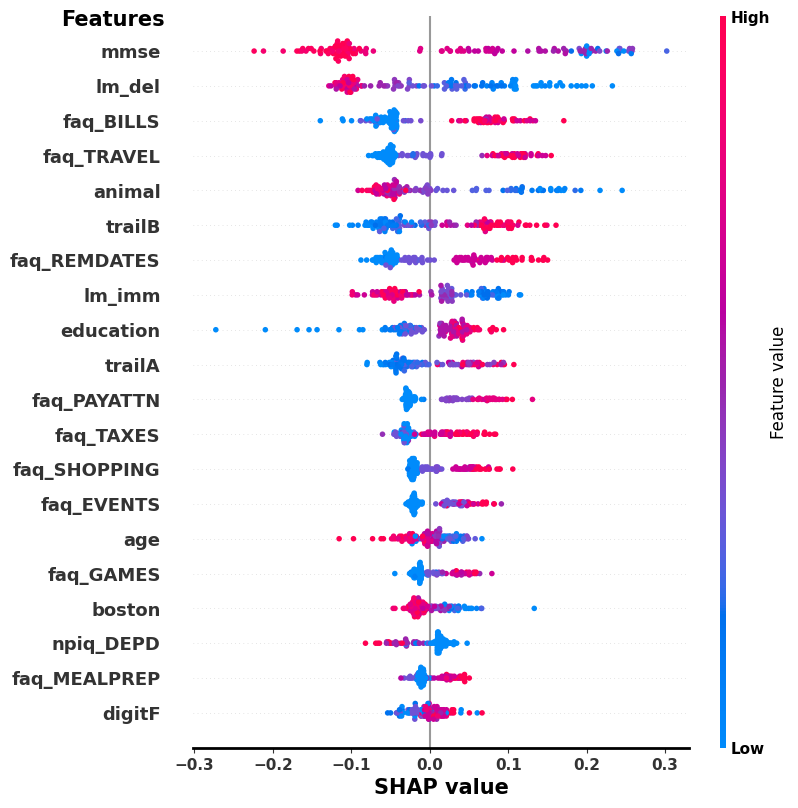 Features
High
mmse
lm_del
faq_BILLS
faq_TRAVEL
animal
trailB
faq_REMDATES
lm_imm
education
trailA
faq_PAYATTN
faq_TAXES
faq_SHOPPING
faq_EVENTS
age
faq_GAMES
boston
npiq_DEPD
faq_MEALPREP
digitF
Feature value
Low
−0.3 −0.2 −0.1 0.0 0.1 0.2 0.3
SHAP value